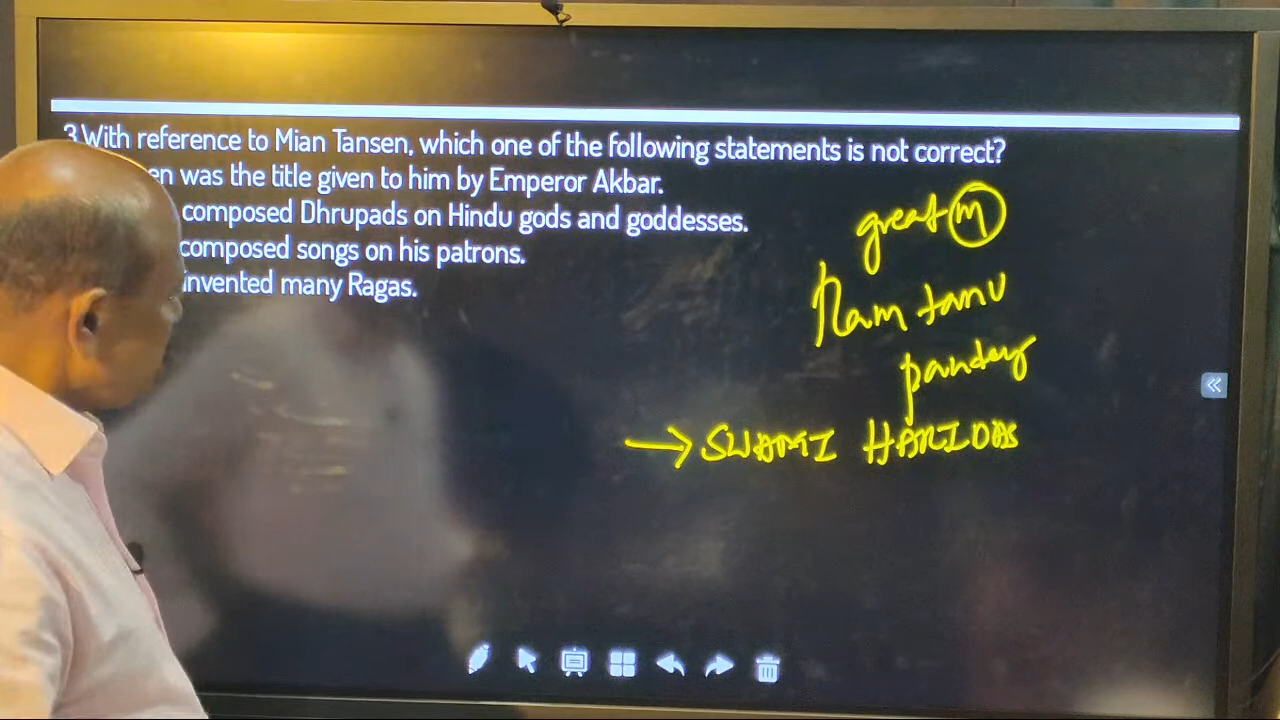 3.With reference to Mian Tansen, which one of the following statements is not correct?
en was the title given to him by Emperor Akbar.
composed Dhrupads on Hindu gods and goddesses.
composed songs on his patrons.
invented many Ragas.
great M
Ram tanu
pandey
→ SWAMI HARIDAS